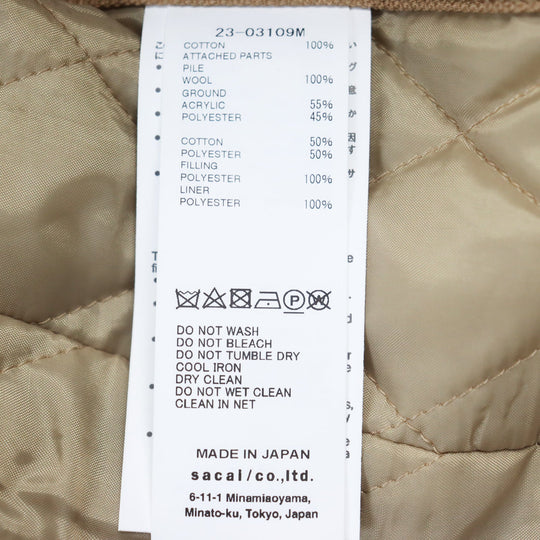 23-03109M
COTTON 100%
ATTACHED PARTS
PILE
WOOL 100%
GROUND
ACRYLIC 55%
POLYESTER 45%
COTTON 50%
POLYESTER 50%
FILLING
POLYESTER 100%
LINER
POLYESTER 100%
DO NOT WASH
DO NOT BLEACH
DO NOT TUMBLE DRY
COOL IRON
DRY CLEAN
DO NOT WET CLEAN
CLEAN IN NET
MADE IN JAPAN
sacai/co.,ltd.
6-11-1 Minamiaoyama,
Minato-ku, Tokyo, Japan